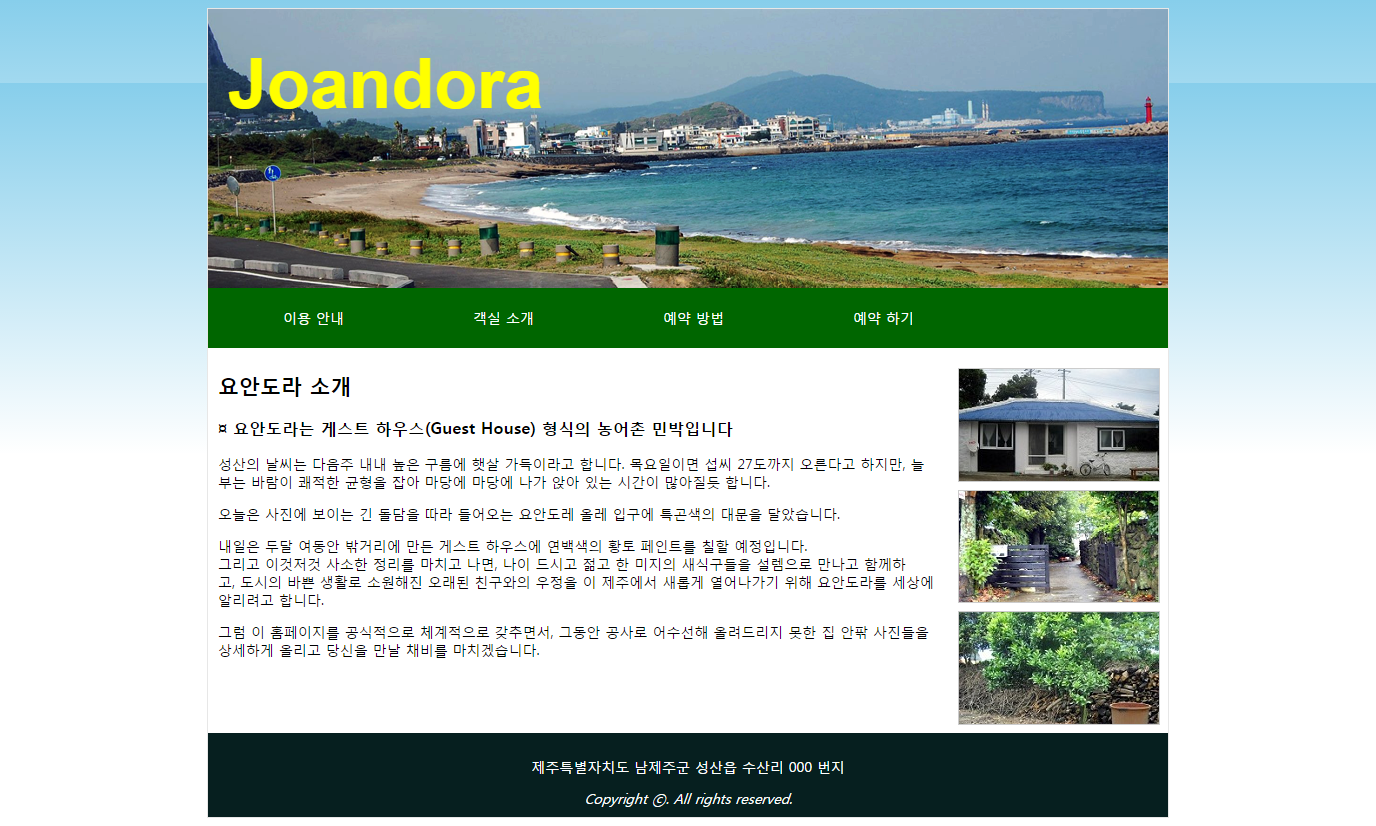 Joandora
이용 안내
객실 소개
예약 방법
예약 하기
요안도라 소개
¤ 요안도라는 게스트 하우스(Guest House) 형식의 농어촌 민박입니다
성산의 날씨는 다음주 내내 높은 구름에 햇살 가득이라고 합니다. 목요일이면 섭씨 27도까지 오른다고 하지만, 늘
부는 바람이 쾌적한 균형을 잡아 마당에 마당에 나가 앉아 있는 시간이 많아질듯 합니다.
오늘은 사진에 보이는 긴 돌담을 따라 들어오는 요안도레 올레 입구에 특곤색의 대문을 달았습니다.
내일은 두달 여동안 밖거리에 만든 게스트 하우스에 연백색의 황토 페인트를 칠할 예정입니다.
그리고 이것저것 사소한 정리를 마치고 나면, 나이 드시고 젊고 한 미지의 새식구들을 설렘으로 만나고 함께하
고, 도시의 바쁜 생활로 소원해진 오래된 친구와의 우정을 이 제주에서 새롭게 열어나가기 위해 요안도라를 세상에
알리려고 합니다.
그럼 이 홈페이지를 공식적으로 체계적으로 갖추면서, 그동안 공사로 어수선해 올려드리지 못한 집 안팎 사진들을
상세하게 올리고 당신을 만날 채비를 마치겠습니다.
제주특별자치도 남제주군 성산읍 수산리 000 번지
Copyright ⓒ. All rights reserved.